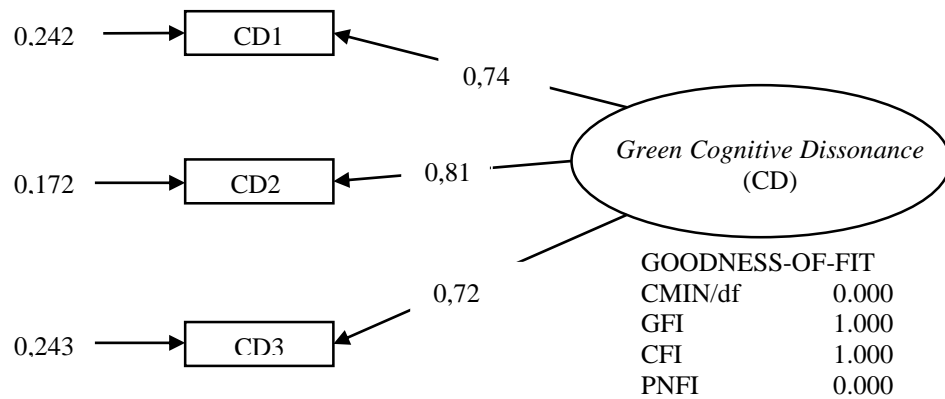 0,242
CD1
0,74
Green Cognitive Dissonance
(CD)
0,172
CD2
0,81
0,72
0,243
CD3
GOODNESS-OF-FIT
CMIN/df 0.000
GFI 1.000
CFI 1.000
PNFI 0.000